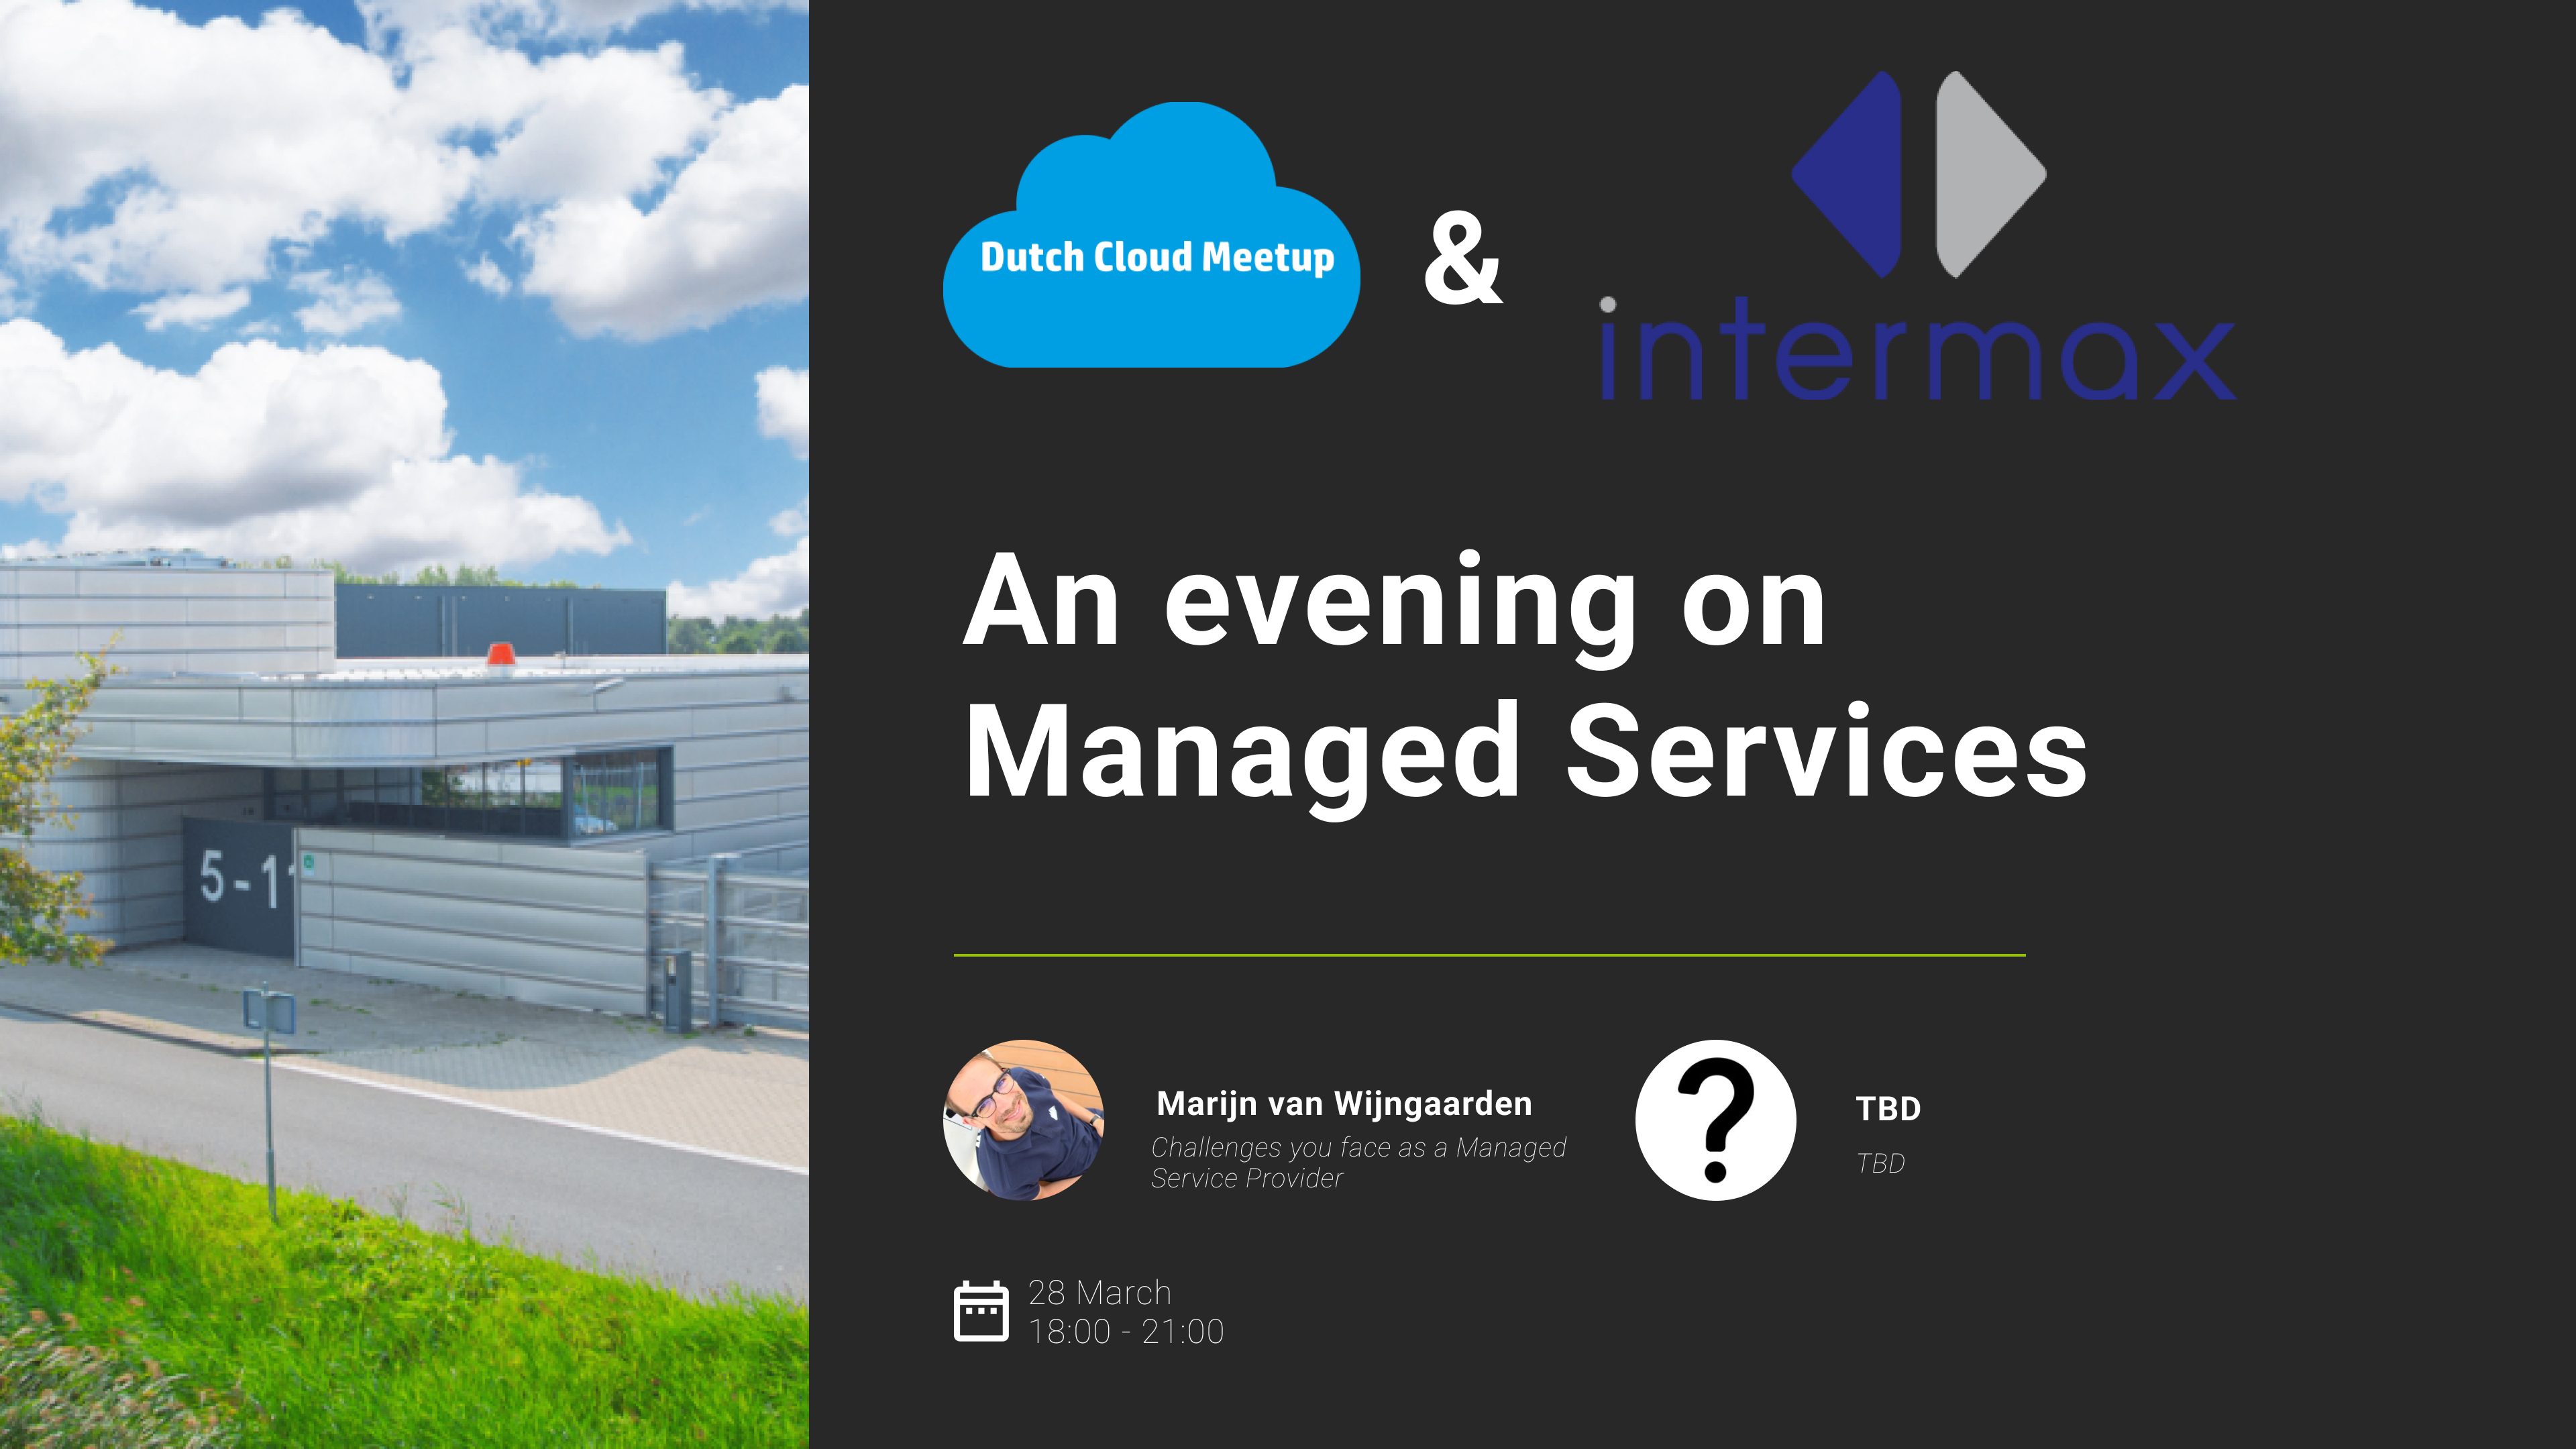 Dutch Cloud Meetup
&
intermax
An evening on
Managed Services
5-1
Marijn van Wijngaarden
Challenges you face as a Managed
Service Provider
?
TBD
TBD
28 March
18:00 - 21:00